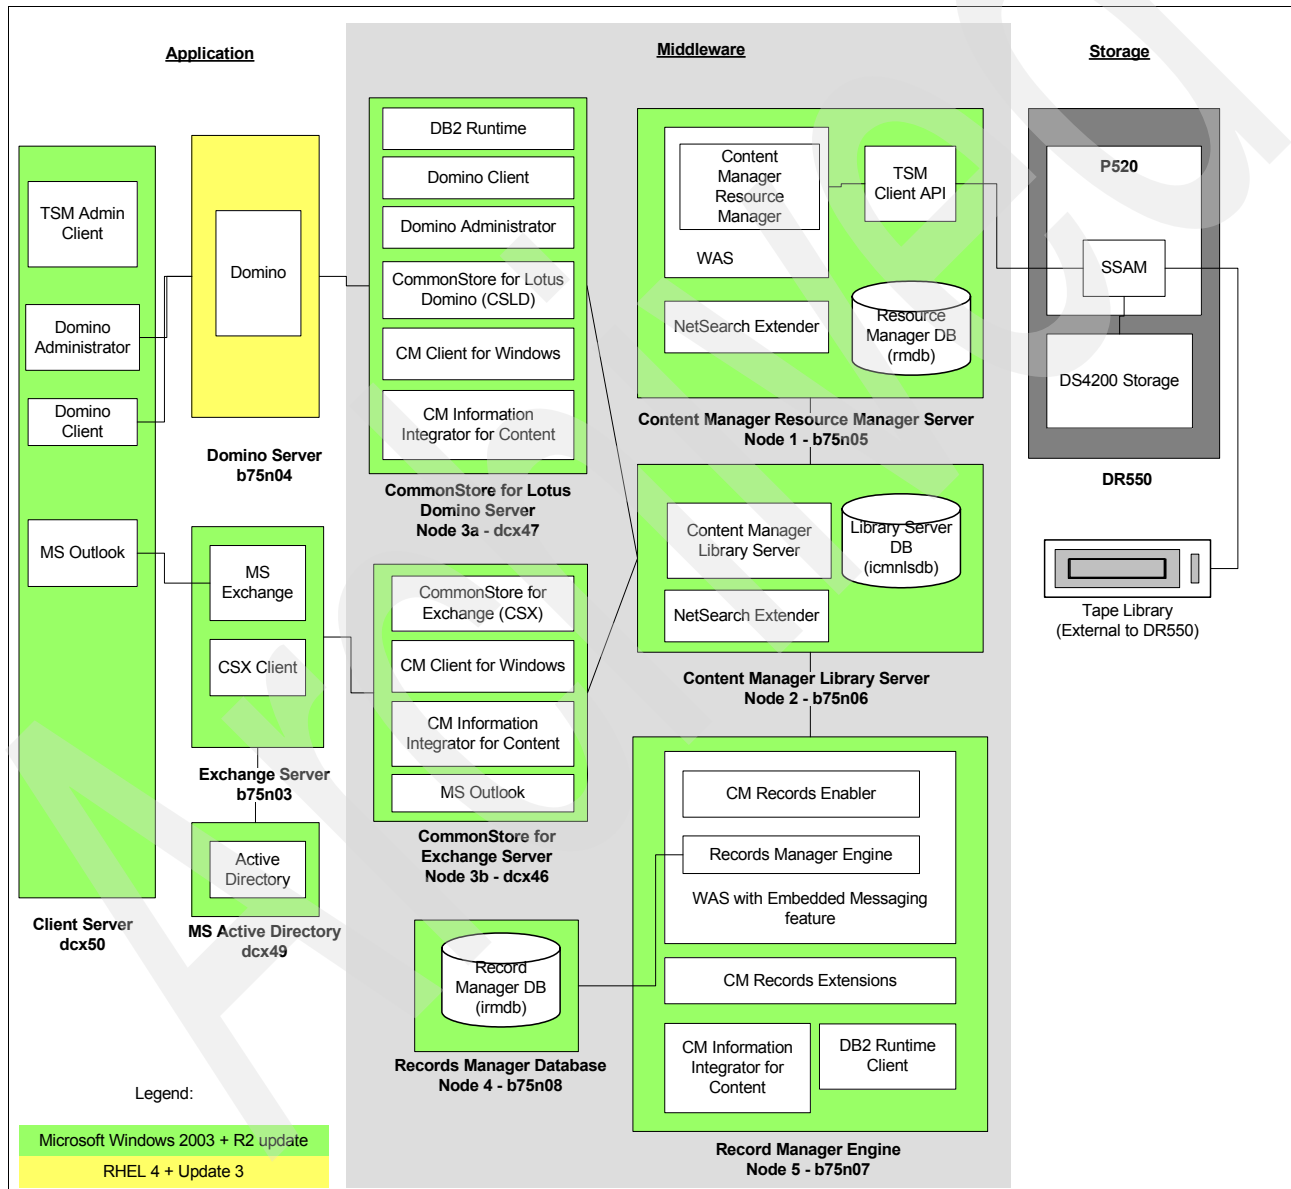 Application
Middleware
Storage
TSM Admin
Client
Domino
Administrator
Domino
Client
MS Outlook
Client Server
dcx50
Domino
Domino Server
b75n04
MS
Exchange
CSX Client
Exchange Server
b75n03
Active
Directory
MS Active Directory
dcx49
DB2 Runtime
Domino Client
Domino Administrator
CommonStore for Lotus
Domino (CSLD)
CM Client for Windows
CM Information
Integrator for Content
CommonStore for Lotus
Domino Server
Node 3a - dcx47
CommonStore for
Exchange (CSX)
CM Client for Windows
CM Information
Integrator for Content
MS Outlook
CommonStore for
Exchange Server
Node 3b - dcx46
Record
Manager DB
(irmdb)
Records Manager Database
Node 4 - b75n08
Content
Manager
Resource
Manager
WAS
TSM
Client API
NetSearch Extender
Resource
Manager DB
(rmdb)
Content Manager Resource Manager Server
Node 1 - b75n05
Content Manager
Library Server
Library Server
DB
(icmnlsdb)
NetSearch Extender
Content Manager Library Server
Node 2 - b75n06
CM Records Enabler
Records Manager Engine
WAS with Embedded Messaging
feature
CM Records Extensions
CM Information
Integrator for
Content
DB2 Runtime
Client
Record Manager Engine
Node 5 - b75n07
P520
SSAM
DS4200 Storage
DR550
Tape Library
(External to DR550)
Legend:
Microsoft Windows 2003 + R2 update
RHEL 4 + Update 3
Archived